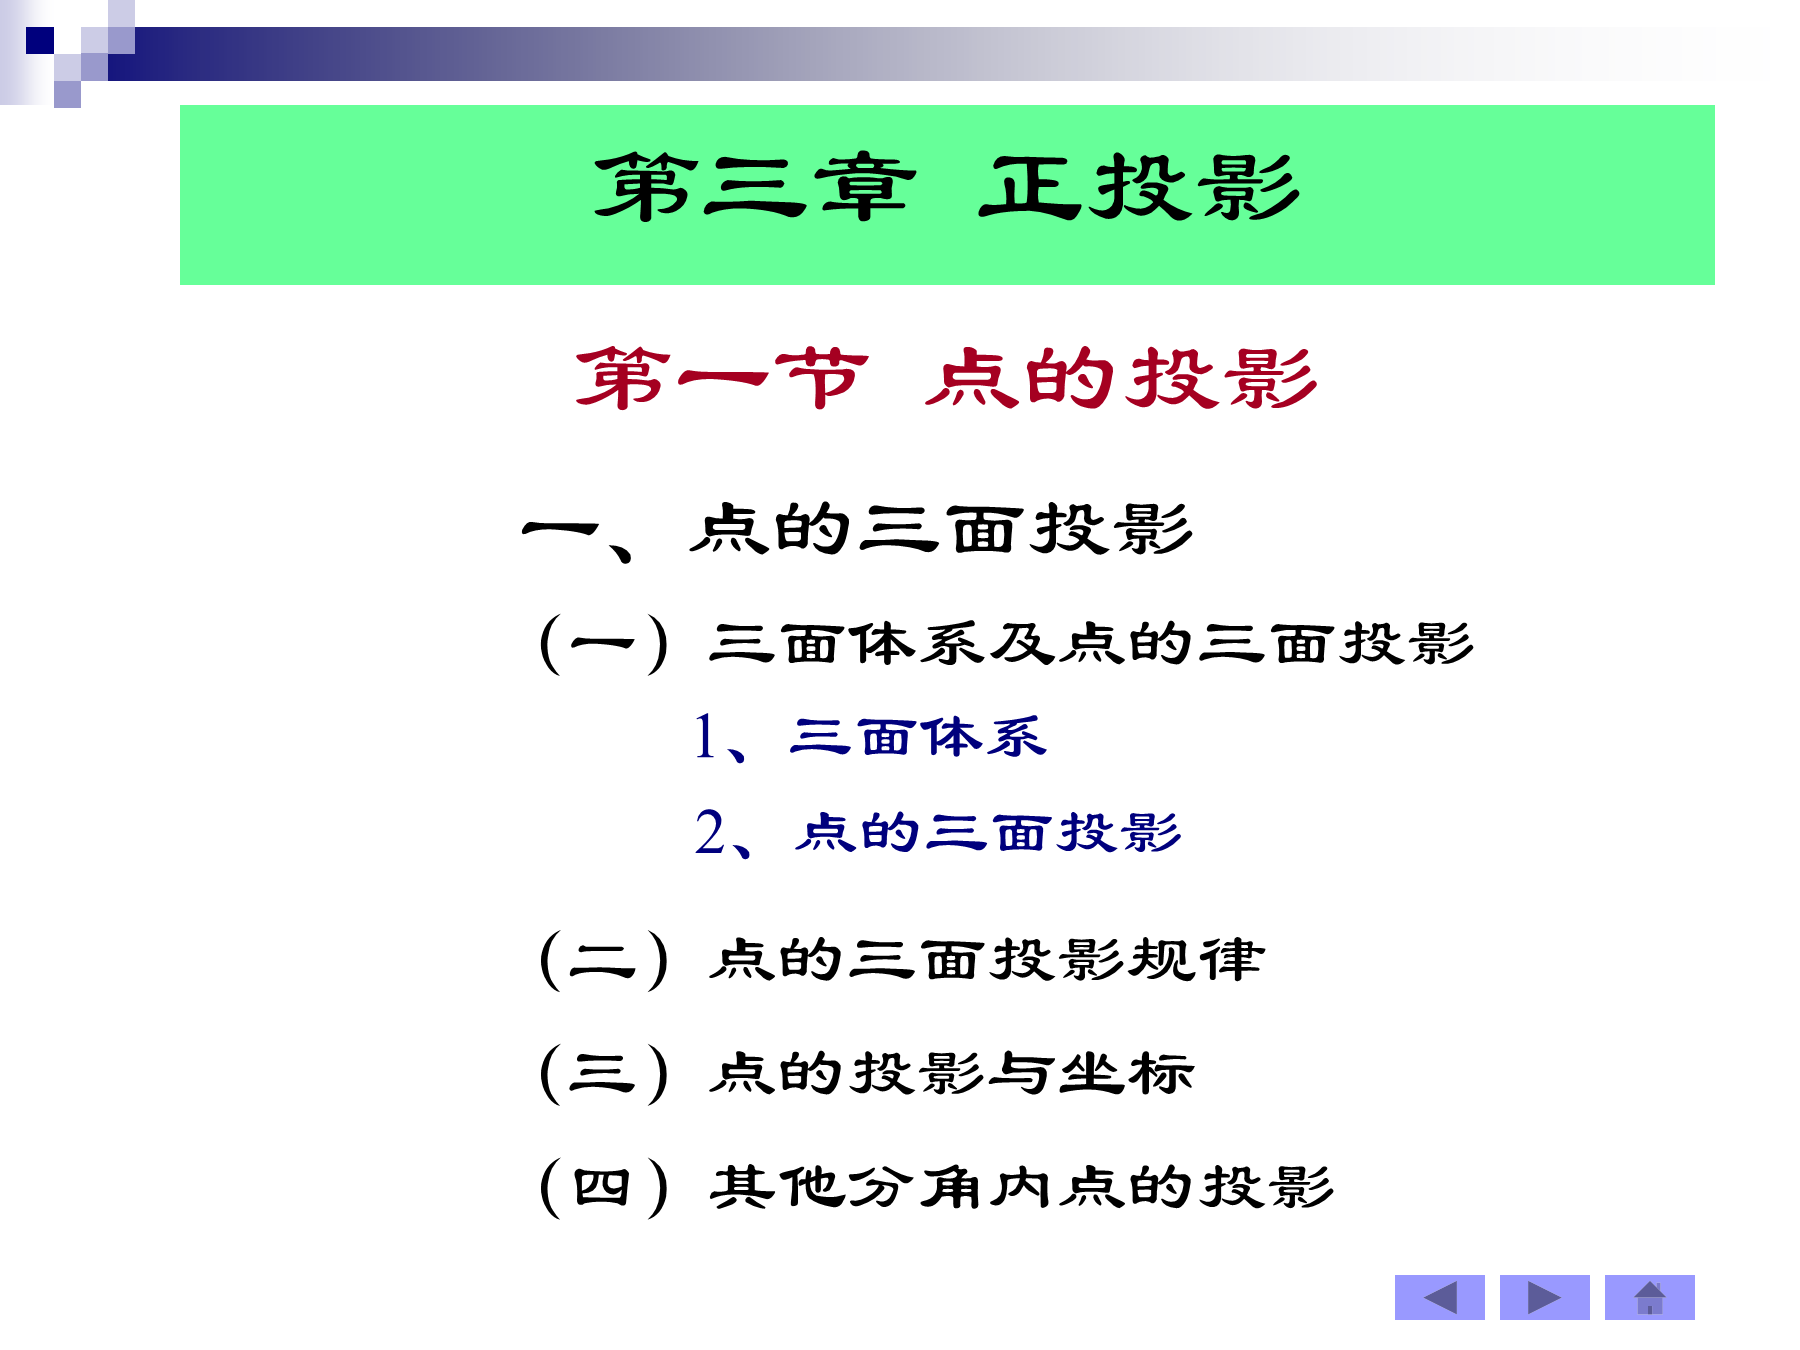 第三章 正投影
第一节 点的投影
一、点的三面投影
（一）三面体系及点的三面投影
1、三面体系
2、点的三面投影
（二）点的三面投影规律
（三）点的投影与坐标
（四）其他分角内点的投影